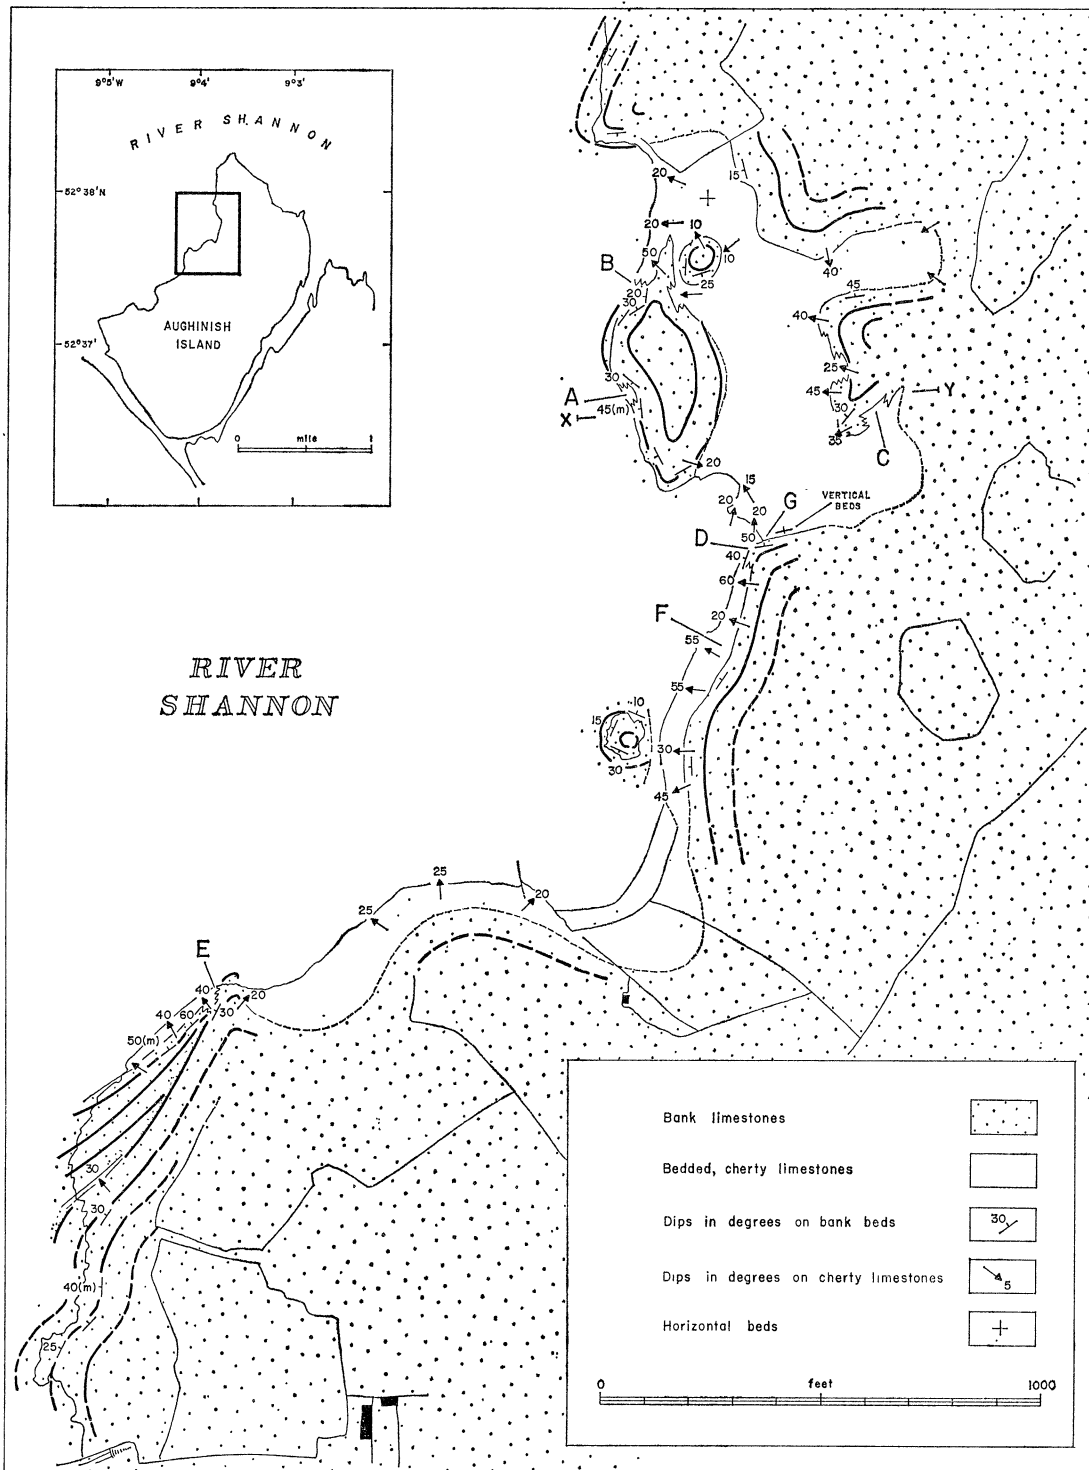 9°5'W 9°4' 9°3'
RIVER SHANNON
52°38'N
52°37'
AUGHINISH
ISLAND
0 mile 1
15
20
20
10
50
10
B
25
20
30
40
45
40
25
45
30
35
Y
C
30
A
45(m)
X
20
15
20
20
G
VERTICAL
BEDS
50
D
40
60
20
F
55
55
RIVER
SHANNON
10
15
30
30
45
25
20
25
E
40
20
30
60
40
50(m)
30
30
40(m)
25
Bank limestones
Bedded, cherty limestones
Dips in degrees on bank beds 30
Dips in degrees on cherty limestones 5
Horizontal beds
0 feet 1000